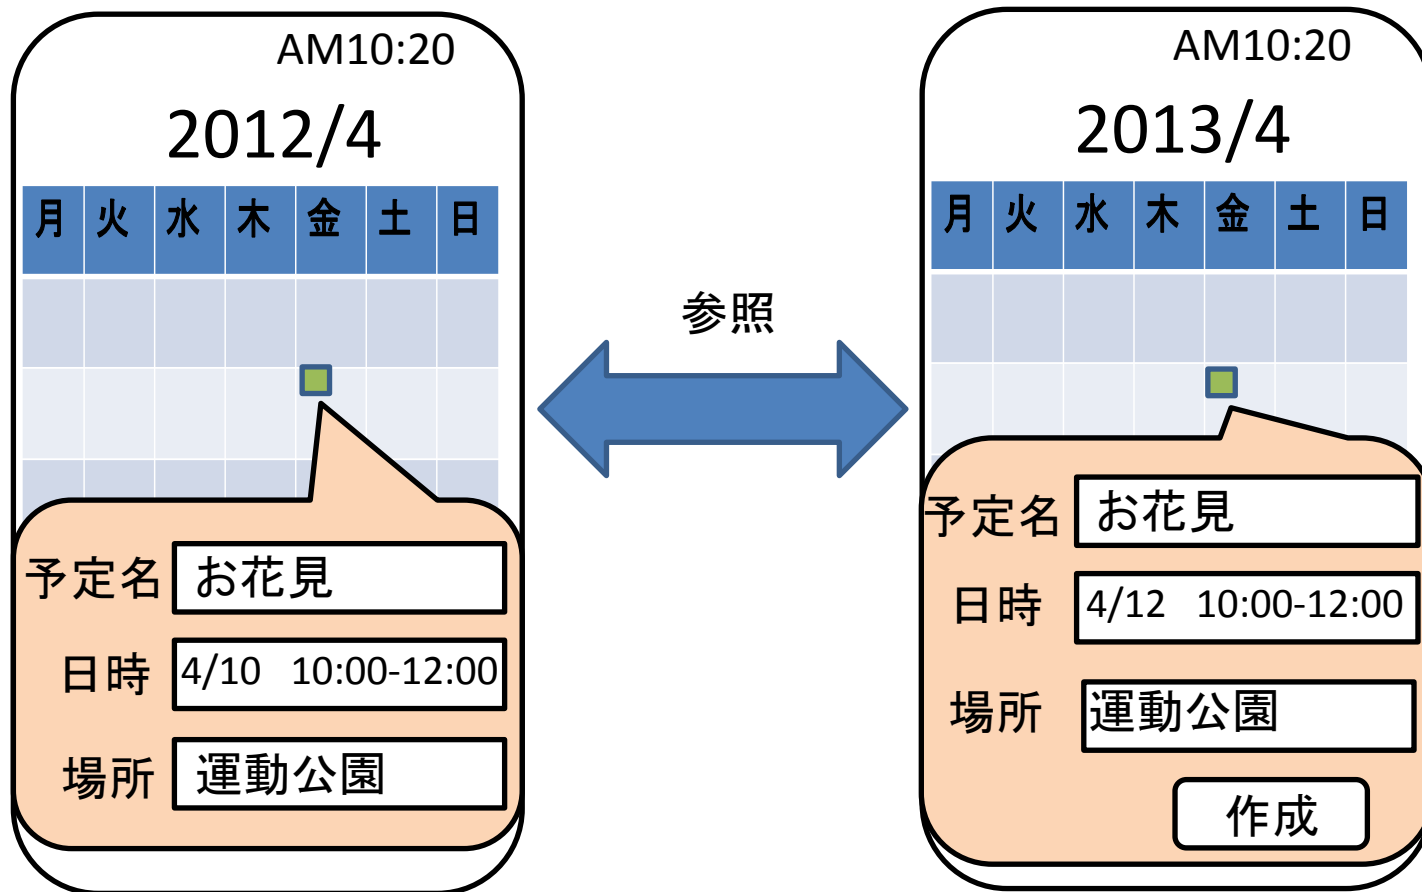 AM10:20
2012/4
月 火 水 木 金 土 日
予定名 お花見
日時 4/10 10:00-12:00
場所 運動公園
参照
AM10:20
2013/4
月 火 水 木 金 土 日
予定名 お花見
日時 4/12 10:00-12:00
場所 運動公園
作成